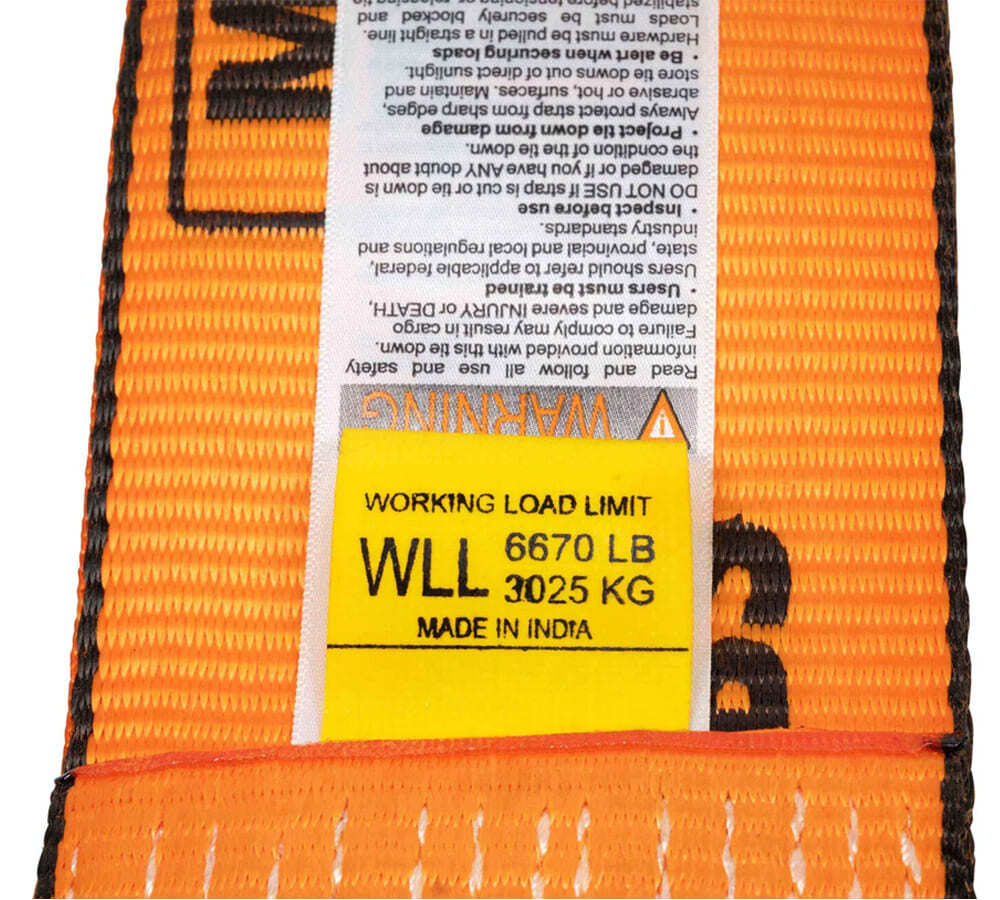 WORKING LOAD LIMIT
WLL 6670 LB
3025 KG
MADE IN INDIA
WARNING
Read and follow all use and safety
information provided with this tie down.
Failure to comply may result in cargo
damage and severe INJURY or DEATH,
• Users must be trained
Users should refer to applicable federal,
state, provincial and local regulations and
industry standards.
• Inspect before use
DO NOT USE if strap is cut or tie down is
damaged or if you have ANY doubt about
the condition of the tie down.
• Project tie down from damage
Always protect strap from sharp edges,
abrasive or hot, surfaces. Maintain and
store tie downs out of direct sunlight.
• Be alert when securing loads
Hardware must be pulled in a straight line.
Loads must be securely blocked and
stabilized before tensioning or releasing tie